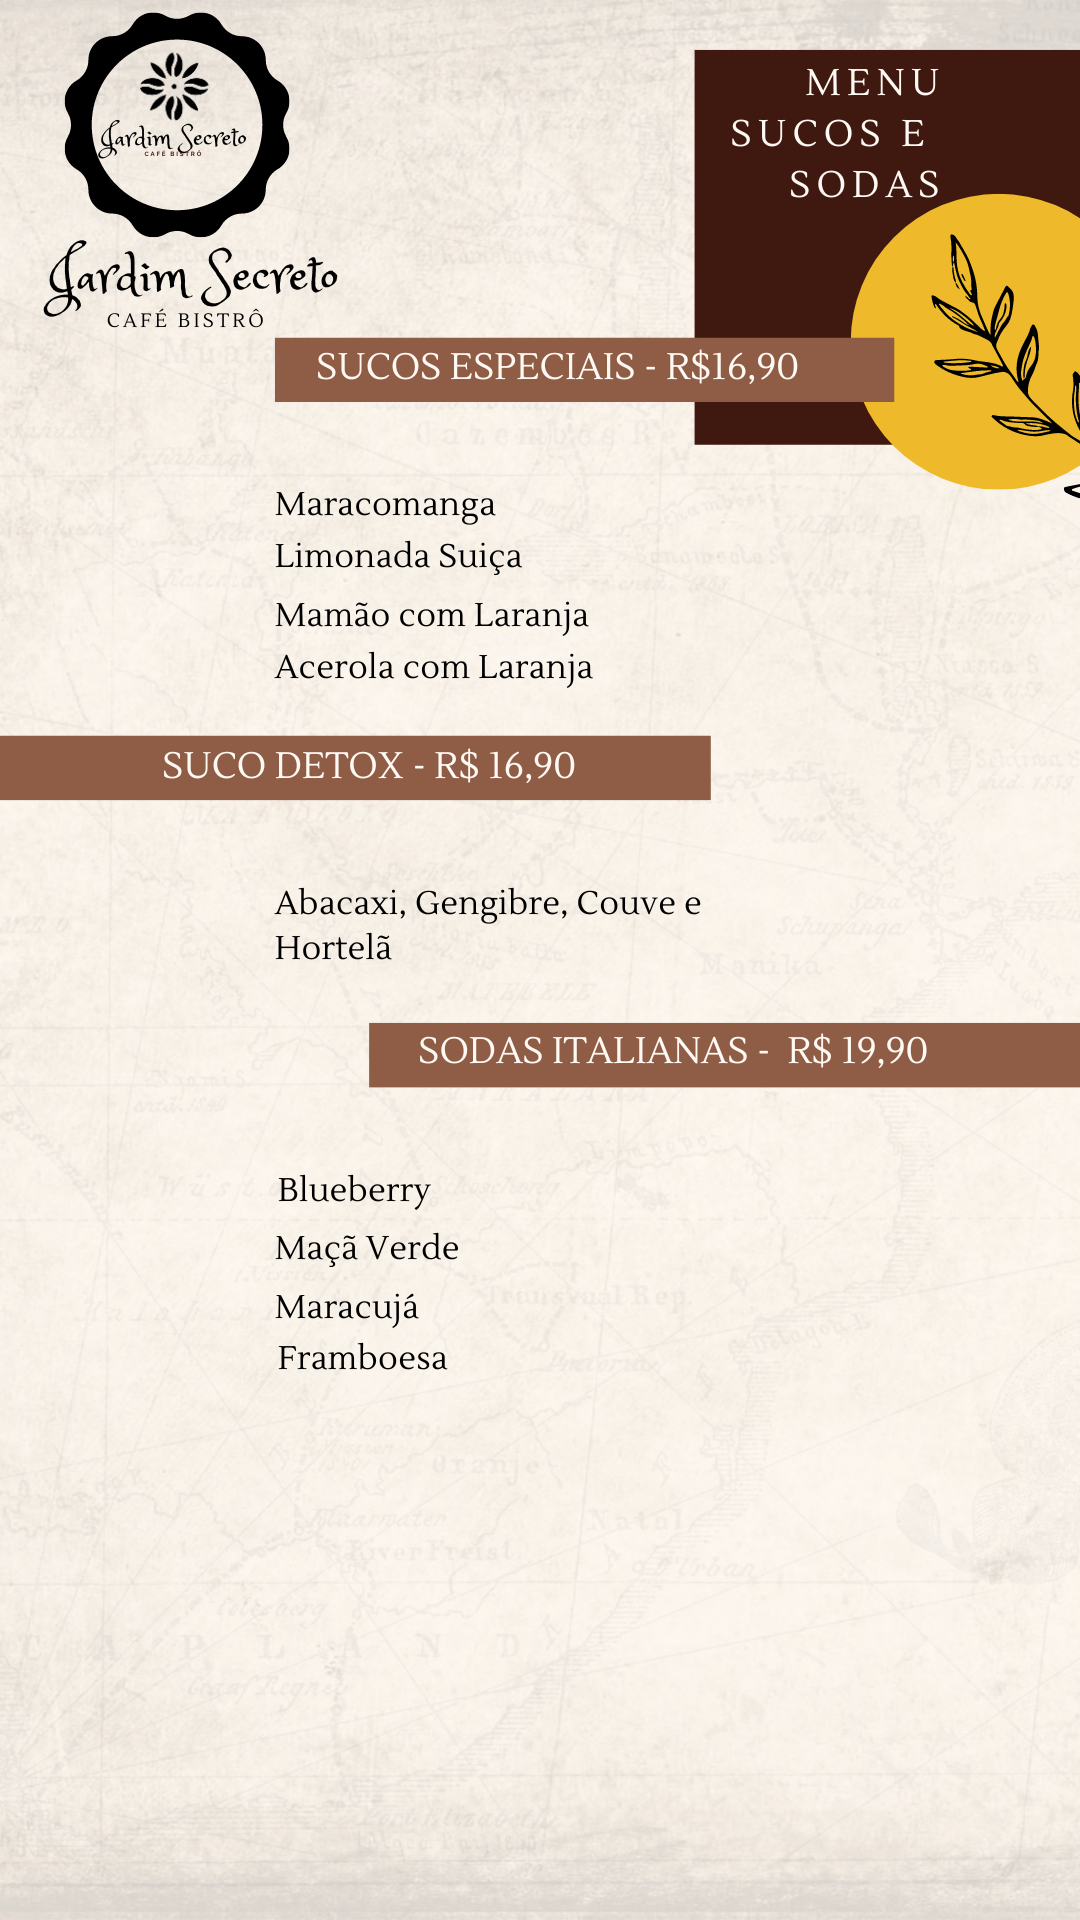 Jardim Secreto
CAFÉ BISTRÔ
Jardim Secreto
CAFÉ BISTRÔ
MENU
SUCOS E
SODAS
SUCOS ESPECIAIS - R$16,90
Maracomanga
Limonada Suiça
Mamão com Laranja
Acerola com Laranja
SUCO DETOX - R$ 16,90
Abacaxi, Gengibre, Couve e
Hortelã
SODAS ITALIANAS -  R$ 19,90
Blueberry
Maçã Verde
Maracujá
Framboesa